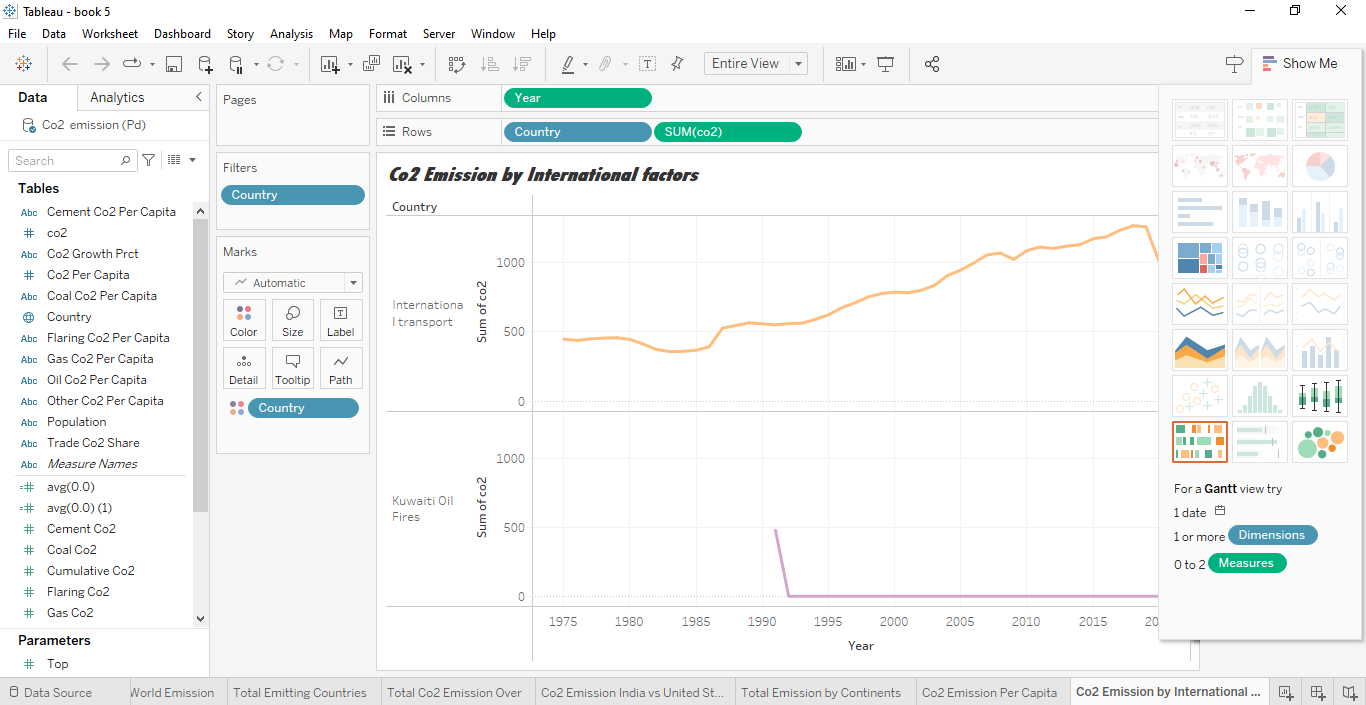 Tableau - book 5
File Data Worksheet Dashboard Story Analysis Map Format Server Window Help
Entire View
Show Me
Data Analytics
Co2 emission (Pd)
Search
Tables
Abc Cement Co2 Per Capita
# co2
Abc Co2 Growth Prct
# Co2 Per Capita
Abc Coal Co2 Per Capita
Country
Abc Flaring Co2 Per Capita
Abc Gas Co2 Per Capita
Abc Oil Co2 Per Capita
Abc Other Co2 Per Capita
Abc Population
Abc Trade Co2 Share
Abc Measure Names
=# avg(0.0)
=# avg(0.0) (1)
# Cement Co2
# Coal Co2
# Cumulative Co2
# Flaring Co2
# Gas Co2
Parameters
# Top
Pages
Filters
Country
Marks
Automatic
Color Size Label
Detail Tooltip Path
Country
Columns Year
Rows Country SUM(co2)
Co2 Emission by International factors
Country
Internationa
l transport
Sum of co2
1000
500
0
Kuwaiti Oil
Fires
Sum of co2
1000
500
0
1975 1980 1985 1990 1995 2000 2005 2010 2015 20
Year
For a Gantt view try
1 date
1 or more Dimensions
0 to 2 Measures
Data Source World Emission Total Emitting Countries Total Co2 Emission Over Co2 Emission India vs United St... Total Emission by Continents Co2 Emission Per Capita Co2 Emission by International ...